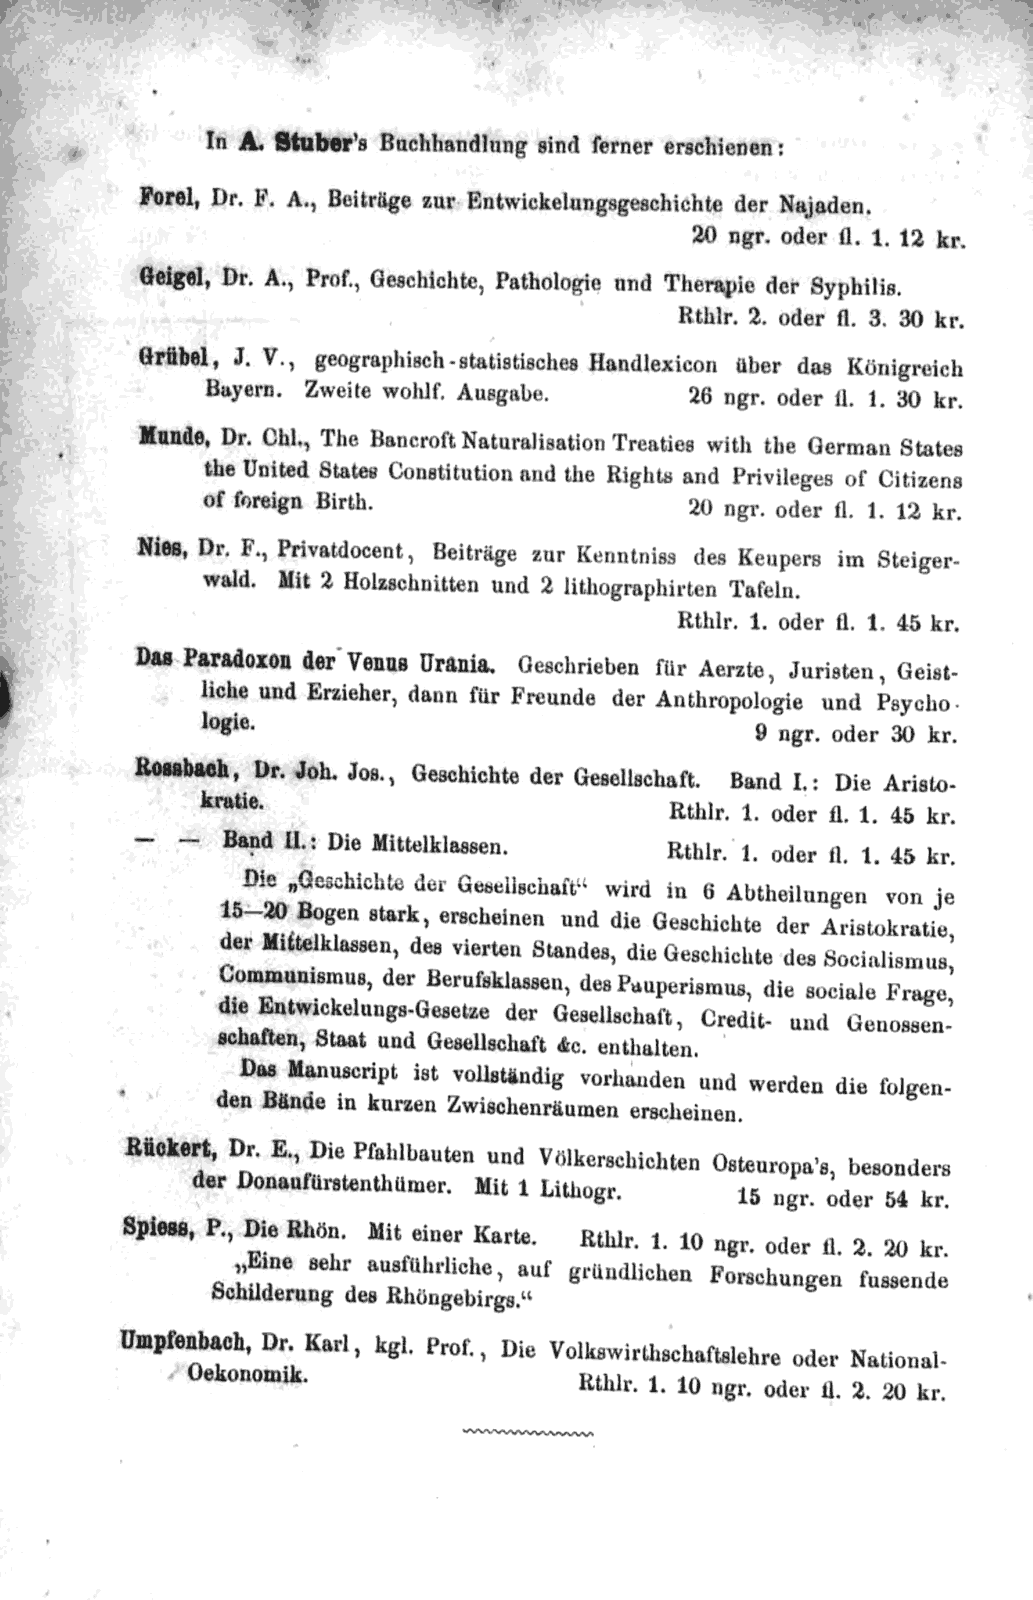 In A. Stuber's Buchhandlung sind ferner erschienen:
Forel, Dr. F. A., Beiträge zur Entwickelungsgeschichte der Najaden.
20 ngr. oder fl. 1. 12 kr.
Geigel, Dr. A., Prof., Geschichte, Pathologie und Therapie der Syphilis.
Rthlr. 2. oder fl. 3. 30 kr.
Grübel, J. V., geographisch-statistisches Handlexicon über das Königreich
Bayern. Zweite wohlf. Ausgabe. 26 ngr. oder fl. 1. 30 kr.
Munde, Dr. Chl., The Bancroft Naturalisation Treaties with the German States
the United States Constitution and the Rights and Privileges of Citizens
of foreign Birth. 20 ngr. oder fl. 1. 12 kr.
Nies, Dr. F., Privatdocent, Beiträge zur Kenntniss des Keupers im Steiger-
wald. Mit 2 Holzschnitten und 2 lithographirten Tafeln.
Rthlr. 1. oder fl. 1. 45 kr.
Das Paradoxon der Venus Urania. Geschrieben für Aerzte, Juristen, Geist-
liche und Erzieher, dann für Freunde der Anthropologie und Psycho-
logie. 9 ngr. oder 30 kr.
Rossbach, Dr. Joh. Jos., Geschichte der Gesellschaft. Band I.: Die Aristo-
kratie. Rthlr. 1. oder fl. 1. 45 kr.
— — Band II.: Die Mittelklassen. Rthlr. 1. oder fl. 1. 45 kr.
Die „Geschichte der Gesellschaft“ wird in 6 Abtheilungen von je
15—20 Bogen stark, erscheinen und die Geschichte der Aristokratie,
der Mittelklassen, des vierten Standes, die Geschichte des Socialismus,
Communismus, der Berufsklassen, des Pauperismus, die sociale Frage,
die Entwickelungs-Gesetze der Gesellschaft, Credit- und Genossen-
schaften, Staat und Gesellschaft &c. enthalten.
Das Manuscript ist vollständig vorhanden und werden die folgen-
den Bände in kurzen Zwischenräumen erscheinen.
Rückert, Dr. E., Die Pfahlbauten und Völkerschichten Osteuropa's, besonders
der Donaufürstenthümer. Mit 1 Lithogr. 15 ngr. oder 54 kr.
Spiess, P., Die Rhön. Mit einer Karte. Rthlr. 1. 10 ngr. oder fl. 2. 20 kr.
„Eine sehr ausführliche, auf gründlichen Forschungen fussende
Schilderung des Rhöngebirgs.“
Umpfenbach, Dr. Karl, kgl. Prof., Die Volkswirthschaftslehre oder National-
Oekonomik. Rthlr. 1. 10 ngr. oder fl. 2. 20 kr.